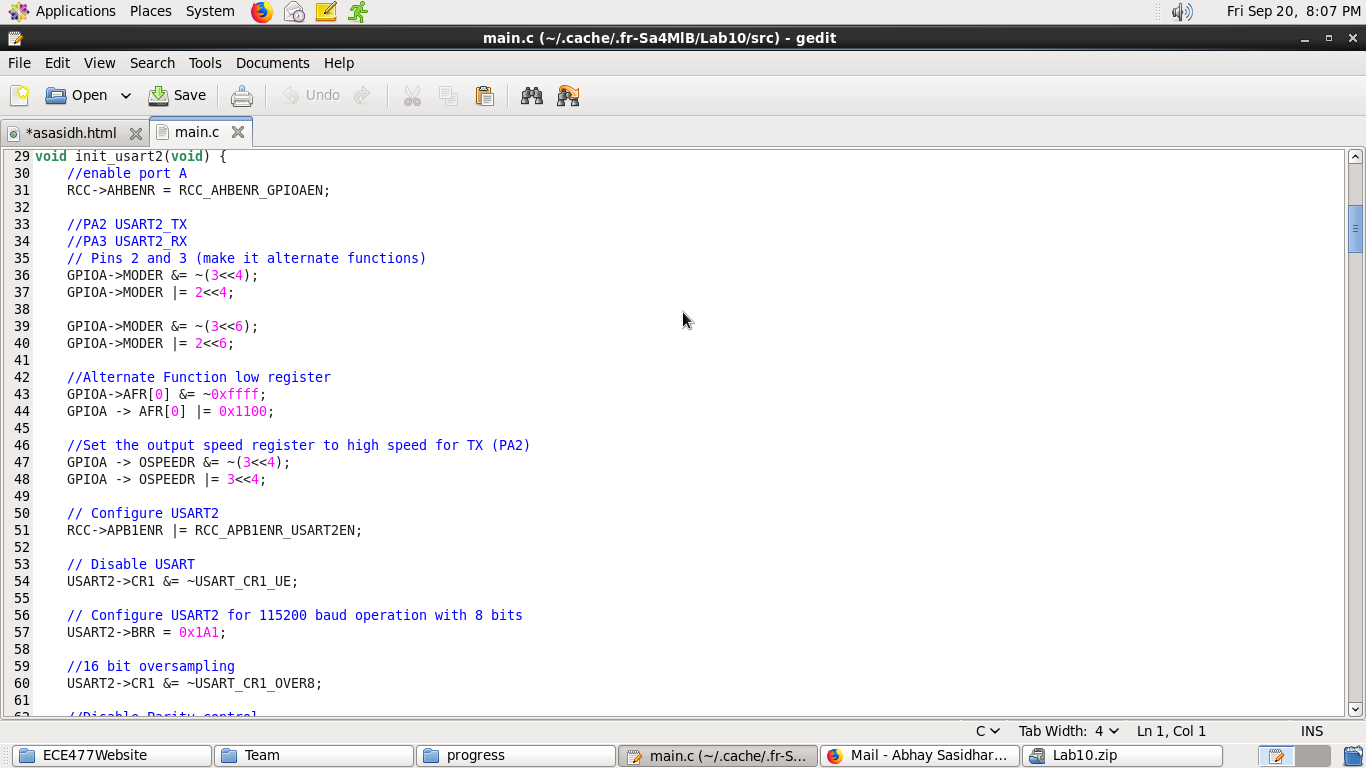 Applications Places System Fri Sep 20, 8:07 PM
main.c (~/.cache/.fr-Sa4MlB/Lab10/src) - gedit
File Edit View Search Tools Documents Help
Open Save Undo
*asasidh.html main.c
29 void init_usart2(void) {
30 //enable port A
31 RCC->AHBENR = RCC_AHBENR_GPIOAEN;
32
33 //PA2 USART2_TX
34 //PA3 USART2_RX
35 // Pins 2 and 3 (make it alternate functions)
36 GPIOA->MODER &= ~(3<<4);
37 GPIOA->MODER |= 2<<4;
38
39 GPIOA->MODER &= ~(3<<6);
40 GPIOA->MODER |= 2<<6;
41
42 //Alternate Function low register
43 GPIOA->AFR[0] &= ~0xffff;
44 GPIOA -> AFR[0] |= 0x1100;
45
46 //Set the output speed register to high speed for TX (PA2)
47 GPIOA -> OSPEEDR &= ~(3<<4);
48 GPIOA -> OSPEEDR |= 3<<4;
49
50 // Configure USART2
51 RCC->APB1ENR |= RCC_APB1ENR_USART2EN;
52
53 // Disable USART
54 USART2->CR1 &= ~USART_CR1_UE;
55
56 // Configure USART2 for 115200 baud operation with 8 bits
57 USART2->BRR = 0x1A1;
58
59 //16 bit oversampling
60 USART2->CR1 &= ~USART_CR1_OVER8;
61
62 //Disable Parity control
C Tab Width: 4 Ln 1, Col 1 INS
ECE477Website Team progress main.c (~/.cache/.fr-S... Mail - Abhay Sasidhar... Lab10.zip